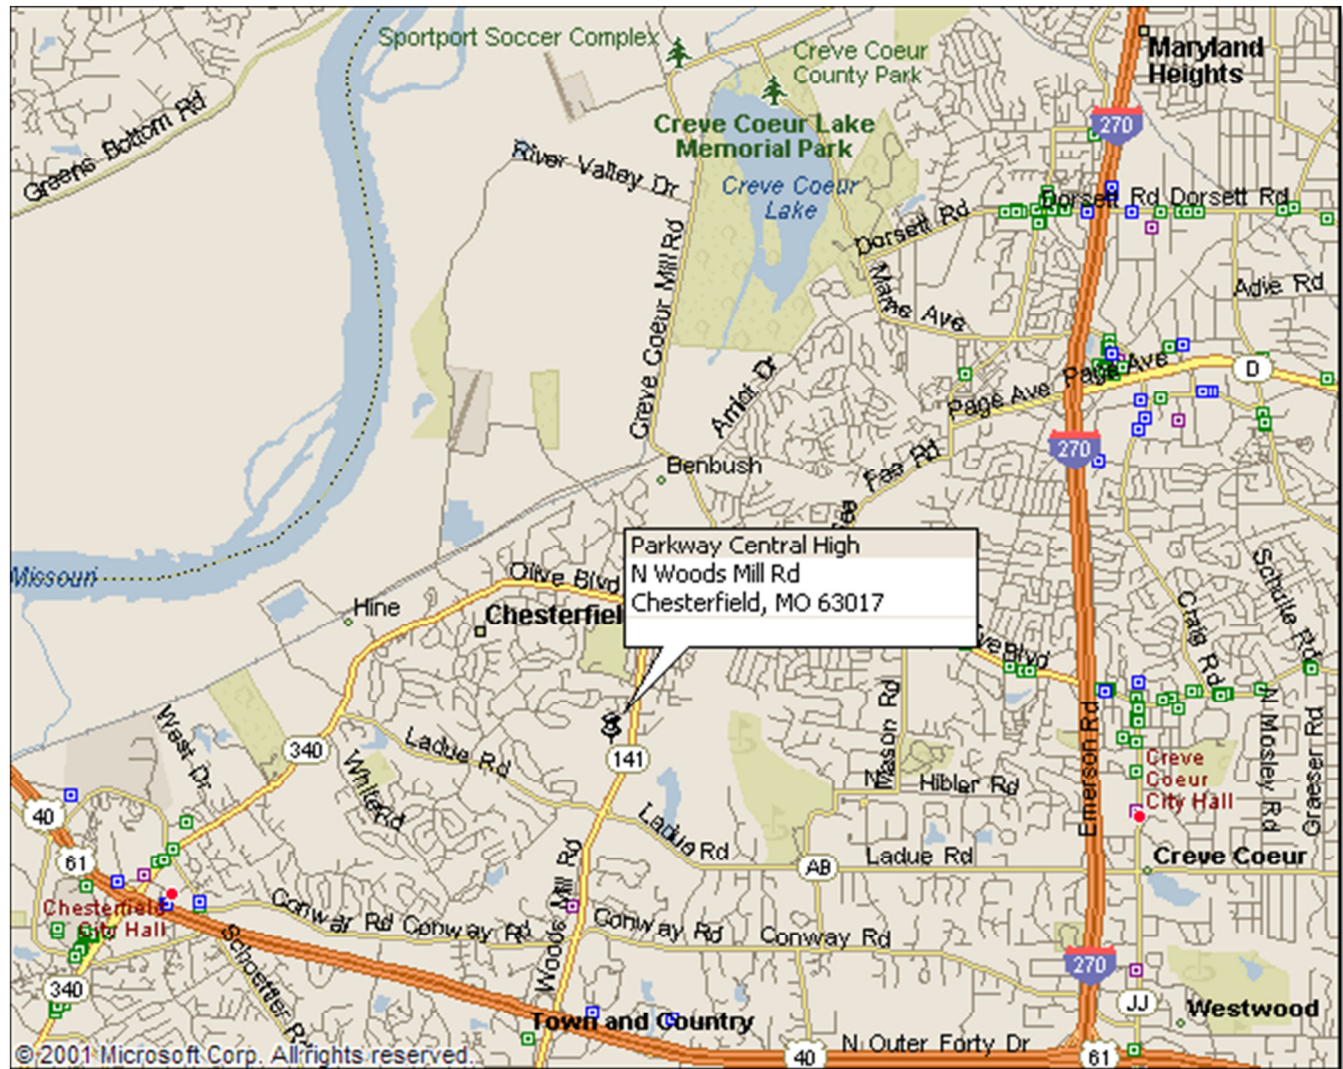 Sportport Soccer Complex
Creve Coeur
County Park
Maryland
Heights
270
Greens Bottom Rd
Creve Coeur Lake
Memorial Park
River Valley Dr
Creve Coeur
Lake
Dorsett Rd Dorsett Rd
Dorsett Rd
Creve Coeur Mill Rd
Marine Ave
Adie Rd
Page Ave Page Ave
D
Amiot Dr
270
Benbush
Fee Fee Rd
Parkway Central High
N Woods Mill Rd
Chesterfield, MO 63017
Missouri
Olive Blvd
Hine
Chesterfiel
ve Blvd
Craig Rd
Schulte Rd
West Dr
340
White Rd
Ladue Rd
141
N Mason Rd
Hibler Rd
Emerson Rd
Creve
Coeur
City Hall
N Mosley Rd
Graeser Rd
40
61
Ladue Rd
AB
Ladue Rd
Creve Coeur
Chesterfield
City Hall
Conway Rd Conway Rd
Woods Mill Rd
Conway Rd
Conway Rd
Schoettler Rd
270
340
JJ
Westwood
Town and Country
© 2001 Microsoft Corp. All rights reserved.
40
N Outer Forty Dr
61